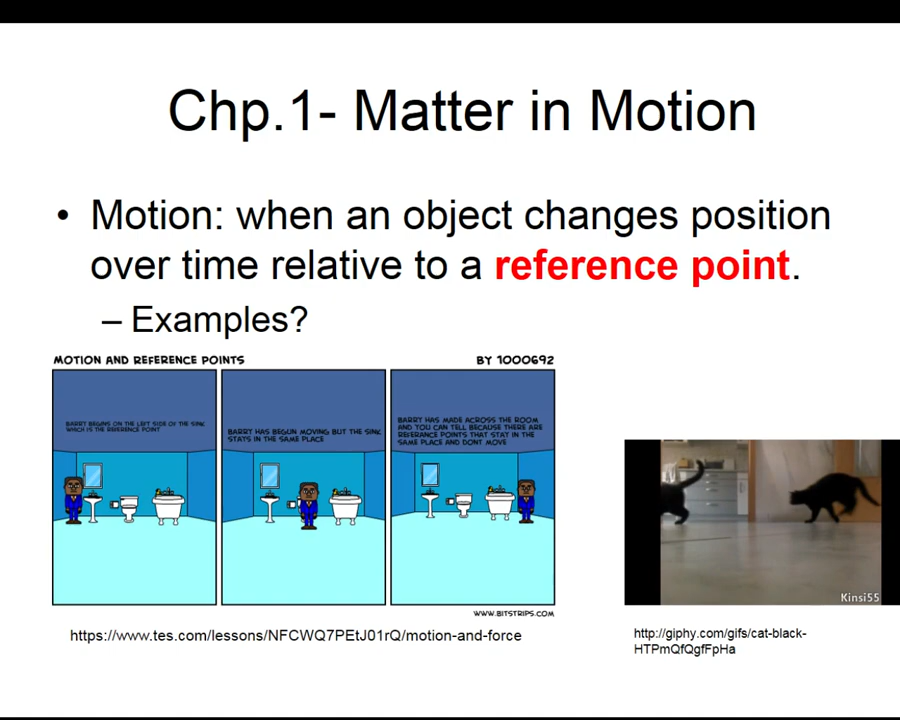 Chp.1- Matter in Motion
• Motion: when an object changes position
over time relative to a reference point.
– Examples?
MOTION AND REFERENCE POINTS
BY 1000692
BARRY BEGINS ON THE LEFT SIDE OF THE SINK
WHICH IS THE REFERENCE POINT
BARRY HAS BEGUN MOVING BUT THE SINK
STAYS IN THE SAME PLACE
BARRY HAS MADE ACROSS THE ROOM
AND YOU CAN TELL BECAUSE THERE ARE
REFERANCE POINTS THAT STAY IN THE
SAME PLACE AND DONT MOVE
WWW.BITSTRIPS.COM
Kinsi55
https://www.tes.com/lessons/NFCWQ7PEtJ01rQ/motion-and-force
http://giphy.com/gifs/cat-black-
HTPmQfQgfFpHa